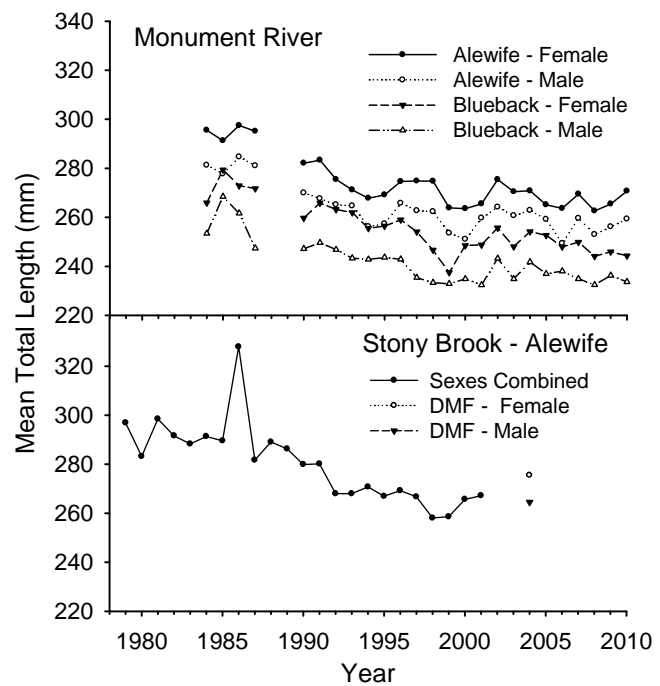 Monument River
Alewife - Female
Alewife - Male
Blueback - Female
Blueback - Male
340
320
300
280
260
240
220
Mean Total Length (mm)
Stony Brook - Alewife
Sexes Combined
DMF - Female
DMF - Male
320
300
280
260
240
220
1980
1985
1990
1995
2000
2005
2010
Year